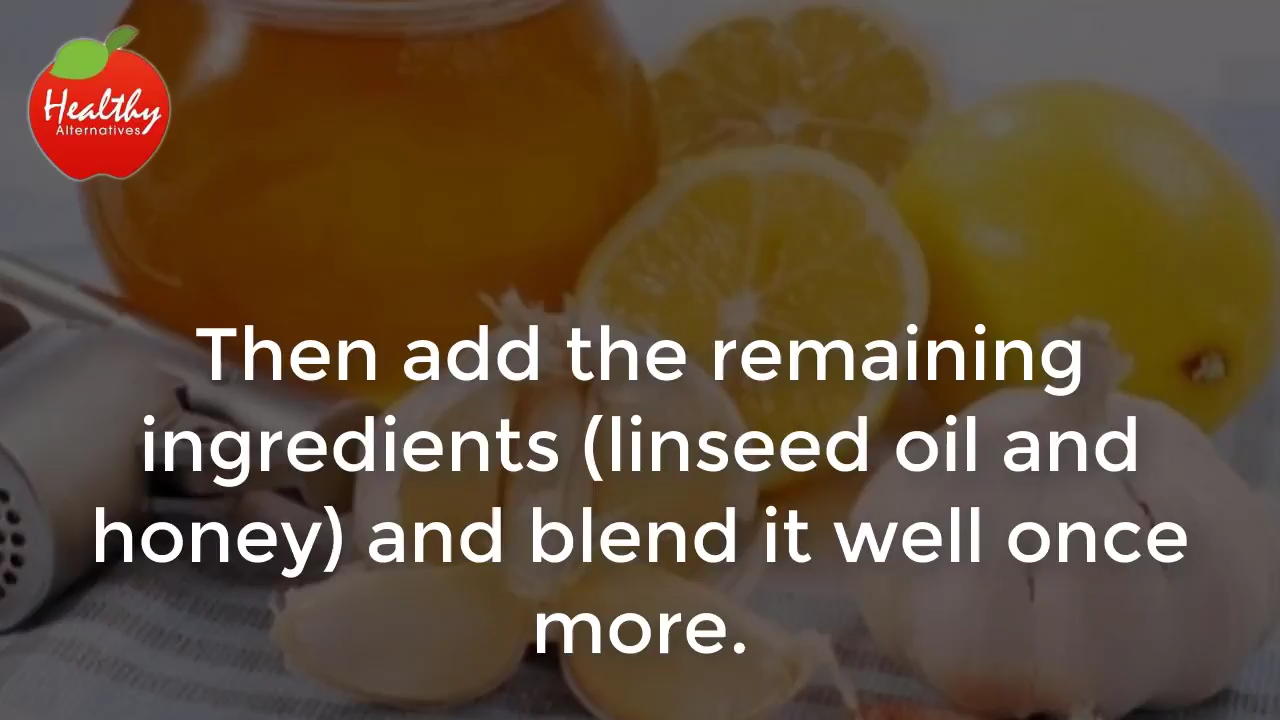 Healthy
Alternatives
Then add the remaining
ingredients (linseed oil and
honey) and blend it well once
more.